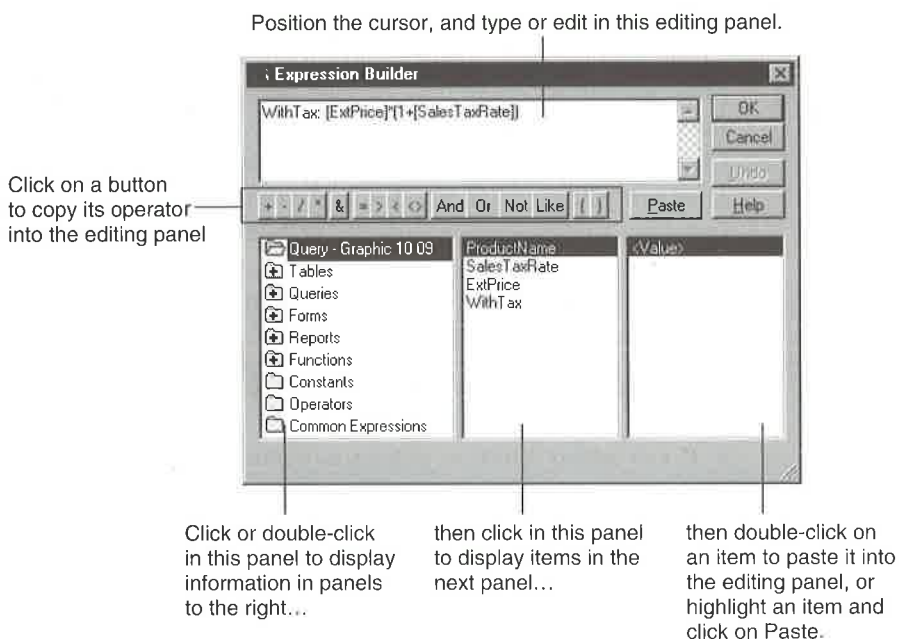 Position the cursor, and type or edit in this editing panel.
Expression Builder
WithTax: [ExtPrice]*(1+[SalesTaxRate])
OK
Cancel
Undo
Help
Click on a button
to copy its operator
into the editing panel
+ - / * & = > < <> And Or Not Like ( ) Paste
Query - Graphic 10 09
Tables
Queries
Forms
Reports
Functions
Constants
Operators
Common Expressions
ProductName
SalesTaxRate
ExtPrice
WithTax
<Value>
Click or double-click
in this panel to display
information in panels
to the right...
then click in this panel
to display items in the
next panel...
then double-click on
an item to paste it into
the editing panel, or
highlight an item and
click on Paste.